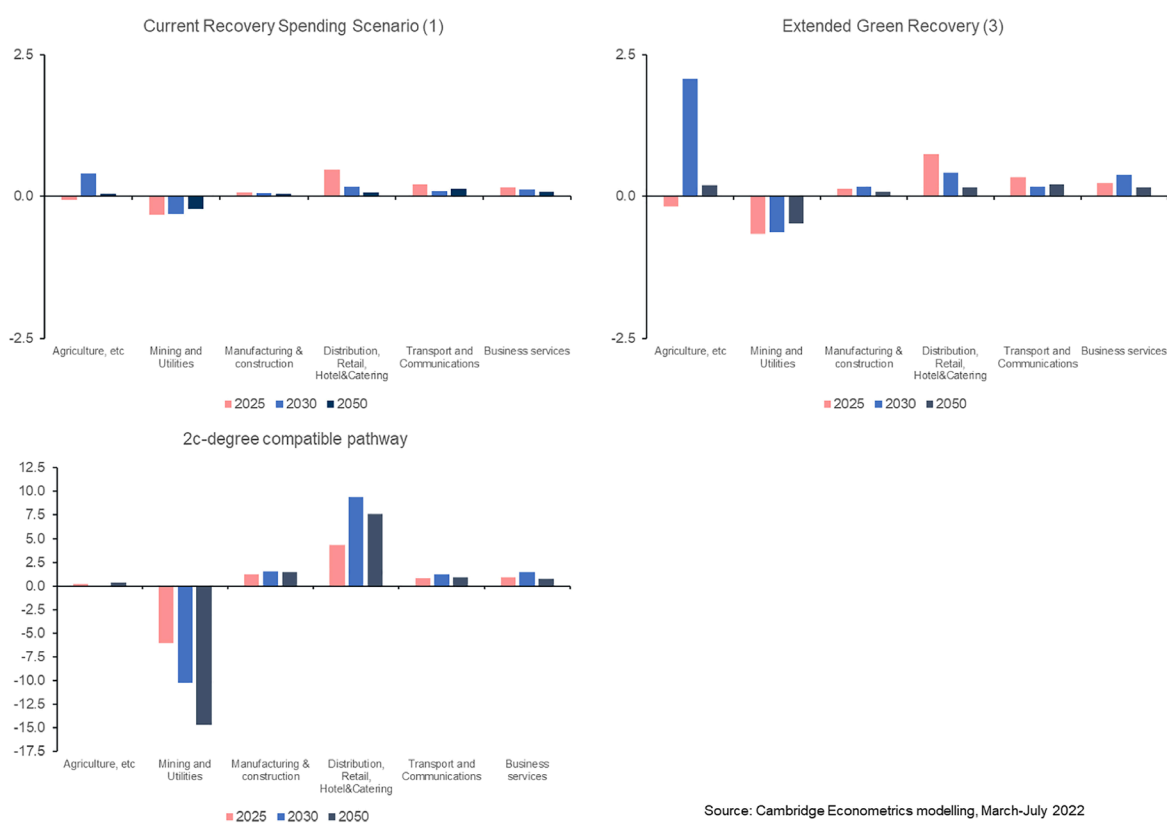 Current Recovery Spending Scenario (1)
2.5
0.0
-2.5
Agriculture, etc
Mining and
Utilities
Manufacturing &
construction
Distribution,
Retail,
Hotel&Catering
Transport and
Communications
Business services
2025
2030
2050
Extended Green Recovery (3)
2.5
0.0
-2.5
Agriculture, etc
Mining and
Utilities
Manufacturing &
construction
Distribution,
Retail,
Hotel&Catering
Transport and
Communications
Business services
2025
2030
2050
2c-degree compatible pathway
12.5
10.0
7.5
5.0
2.5
0.0
-2.5
-5.0
-7.5
-10.0
-12.5
-15.0
-17.5
Agriculture, etc
Mining and
Utilities
Manufacturing &
construction
Distribution,
Retail,
Hotel&Catering
Transport and
Communications
Business
services
2025
2030
2050
Source: Cambridge Econometrics modelling, March-July 2022